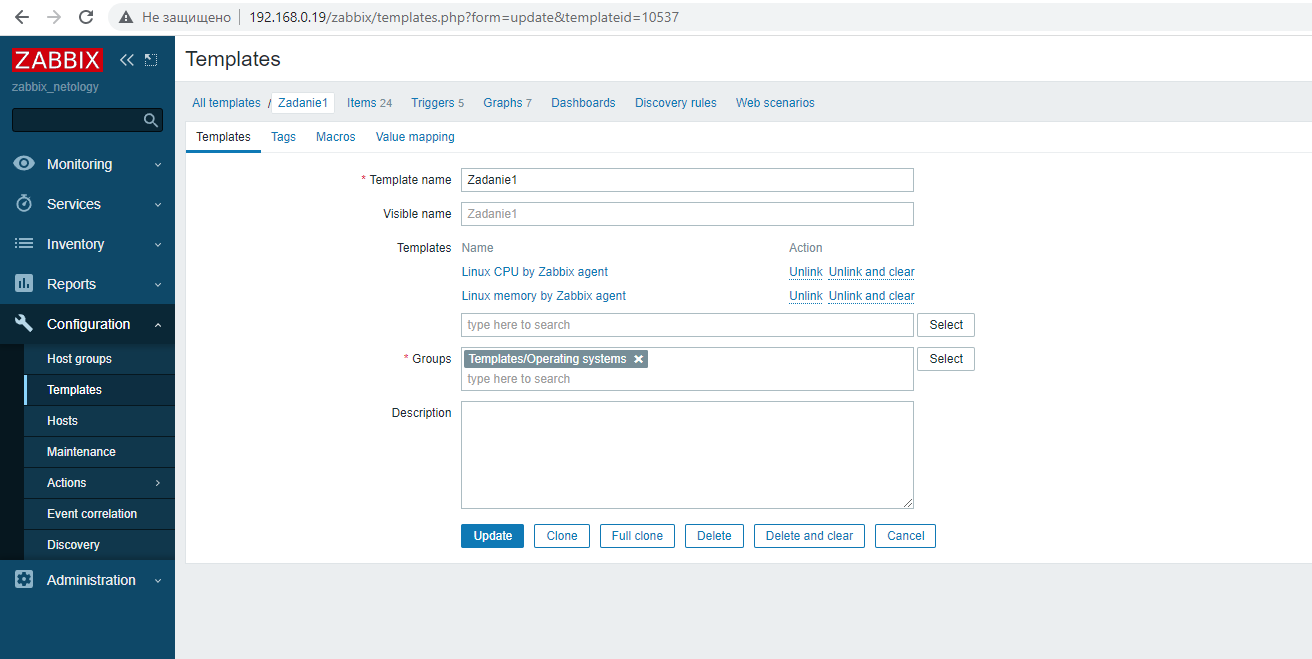 Не защищено 192.168.0.19/zabbix/templates.php?form=update&templateid=10537
ZABBIX
zabbix_netology
Monitoring
Services
Inventory
Reports
Configuration
Host groups
Templates
Hosts
Maintenance
Actions
Event correlation
Discovery
Administration
Templates
All templates / Zadanie1 Items 24 Triggers 5 Graphs 7 Dashboards Discovery rules Web scenarios
Templates Tags Macros Value mapping
* Template name Zadanie1
Visible name Zadanie1
Templates Name Action
Linux CPU by Zabbix agent Unlink Unlink and clear
Linux memory by Zabbix agent Unlink Unlink and clear
type here to search Select
* Groups Templates/Operating systems Select
type here to search
Description
Update Clone Full clone Delete Delete and clear Cancel